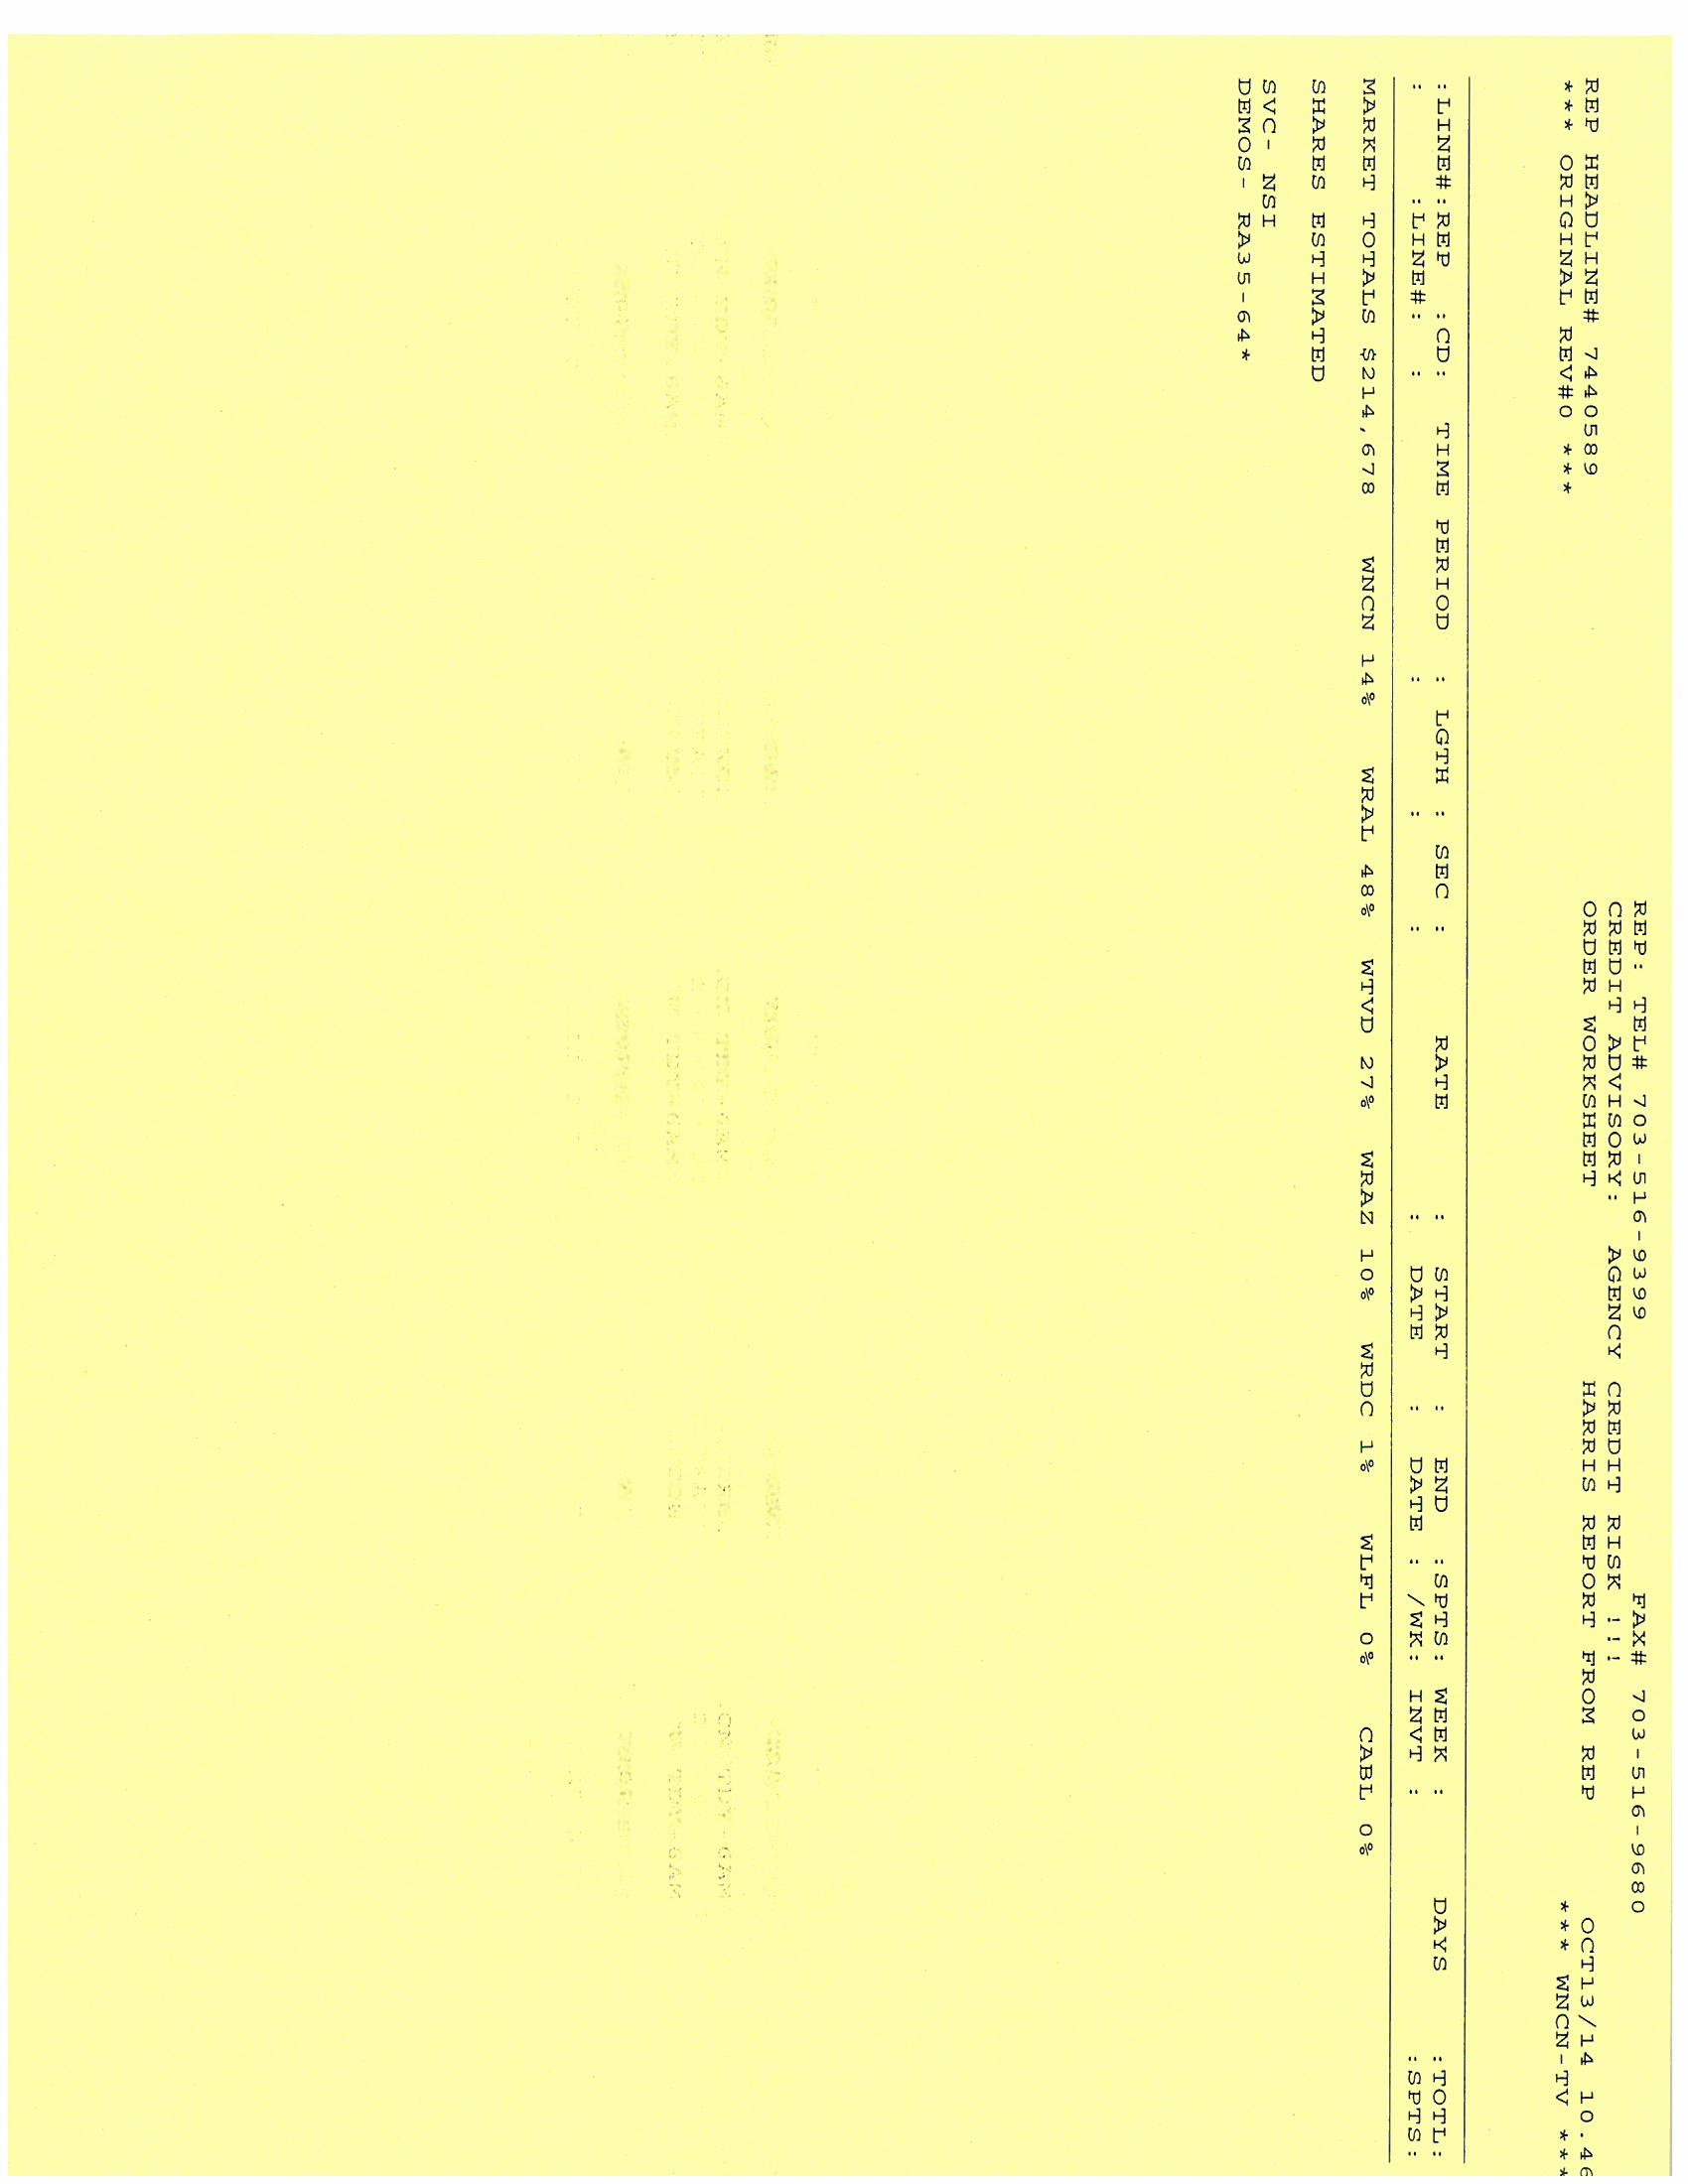 REP: TEL# 703-516-9399 FAX# 703-516-9680
CREDIT ADVISORY: AGENCY CREDIT RISK !!!
REP HEADLINE# 7440589 ORDER WORKSHEET HARRIS REPORT FROM REP OCT13/14 10.46
*** ORIGINAL REV#0 *** *** WNCN-TV ***
:LINE#:REP :CD: TIME PERIOD : LGTH : SEC : RATE : START : END :SPTS: WEEK : DAYS :TOTL:
: :LINE#: : : : : : DATE : DATE : /WK: INVT : :SPTS:
MARKET TOTALS $214,678 WNCN 14% WRAL 48% WTVD 27% WRAZ 10% WRDC 1% WLFL 0% CABL 0%
SHARES ESTIMATED
SVC- NSI
DEMOS- RA35-64*